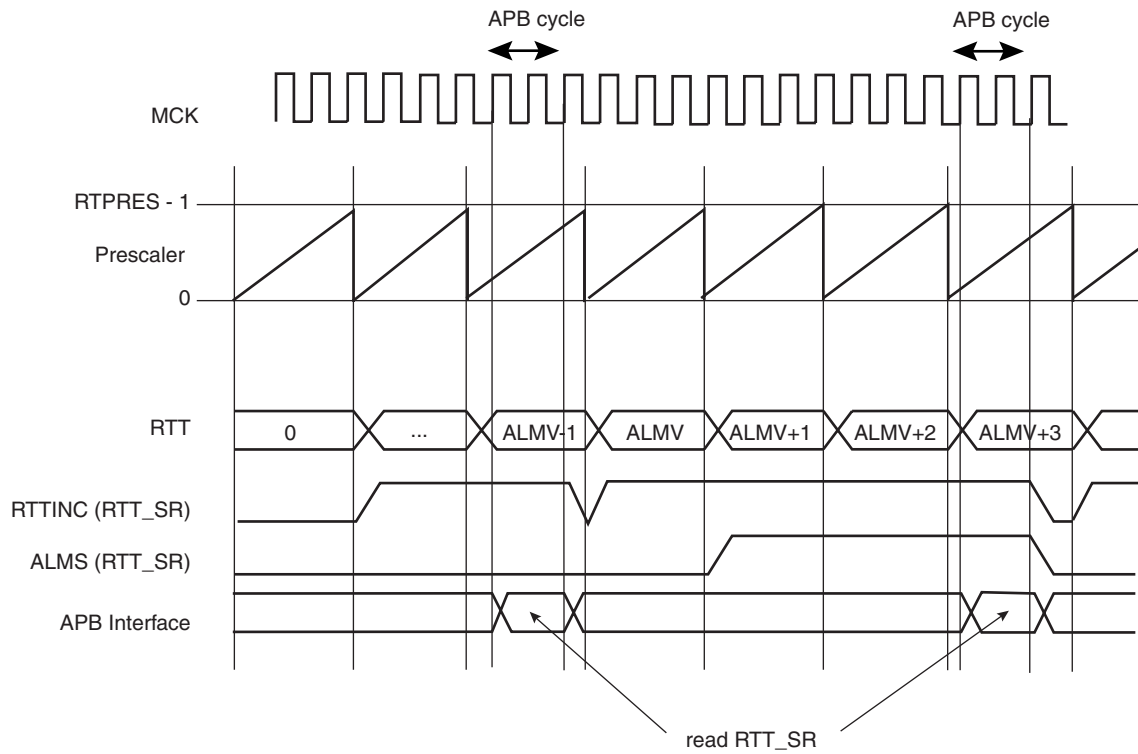 APB cycle
APB cycle
MCK
RTPRES - 1
Prescaler
0
RTT
0
...
ALMV-1
ALMV
ALMV+1
ALMV+2
ALMV+3
RTTINC (RTT_SR)
ALMS (RTT_SR)
APB Interface
read RTT_SR